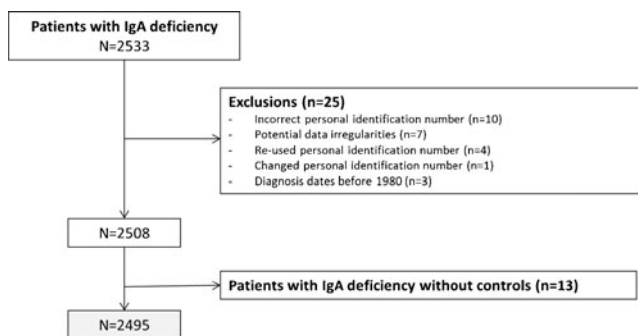 Patients with IgA deficiency
N=2533
Exclusions (n=25)
- Incorrect personal identification number (n=10)
- Potential data irregularities (n=7)
- Re-used personal identification number (n=4)
- Changed personal identification number (n=1)
- Diagnosis dates before 1980 (n=3)
N=2508
Patients with IgA deficiency without controls (n=13)
N=2495